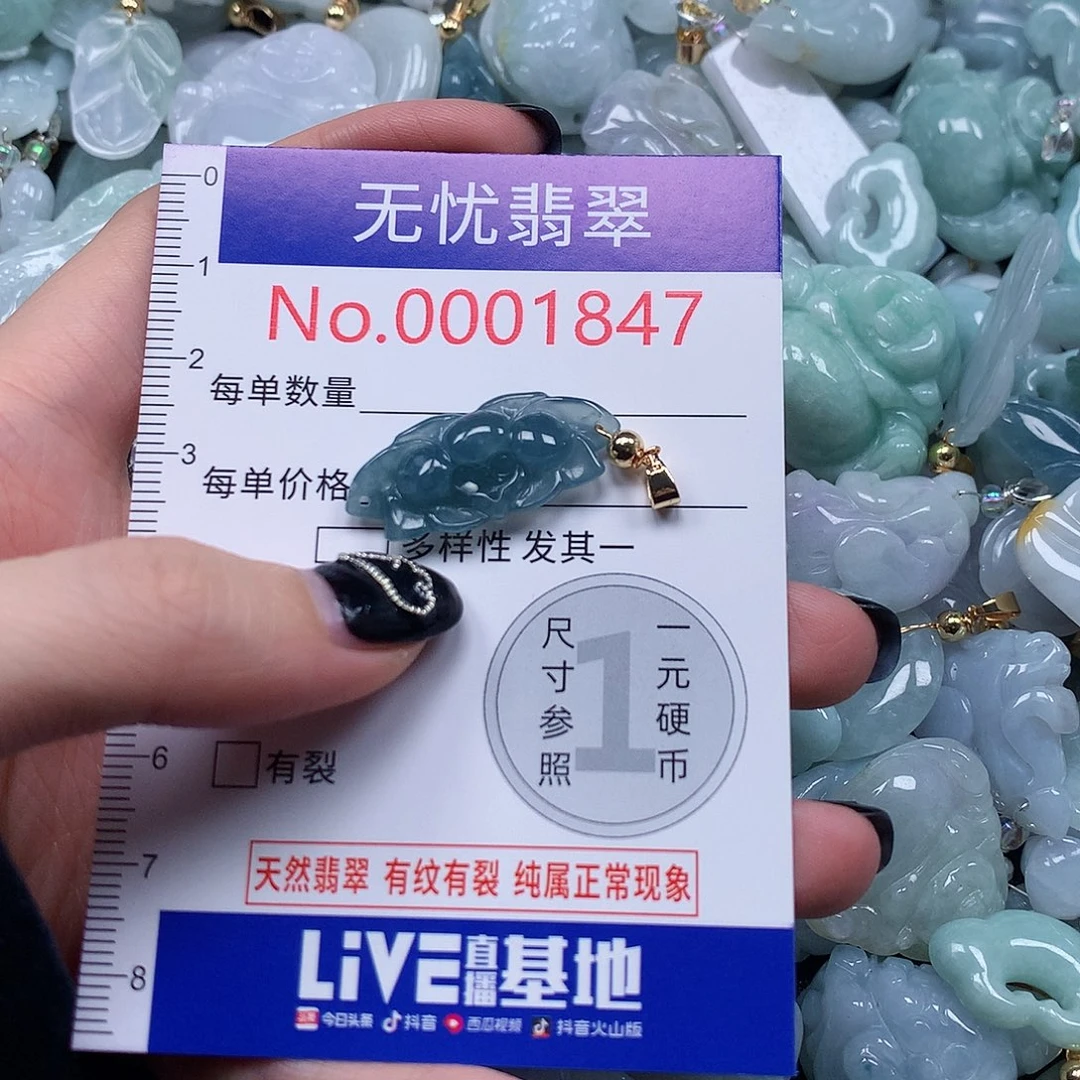 0
无忧翡翠
1
No.0001847
2
每单数量
3
每单价格
多样性 发其一
尺寸参照
一元硬币
1
6
有裂
7
天然翡翠 有纹有裂 纯属正常现象
8
LiVE直播基地
今日头条 抖音 西瓜视频 抖音火山版